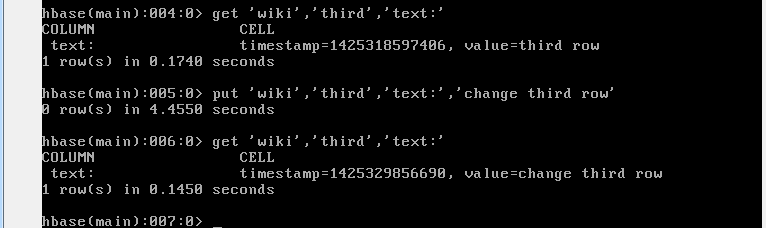 hbase(main):004:0> get 'wiki','third','text:'
COLUMN                CELL
 text:                timestamp=1425318597406, value=third row
1 row(s) in 0.1740 seconds
hbase(main):005:0> put 'wiki','third','text:','change third row'
0 row(s) in 4.4550 seconds
hbase(main):006:0> get 'wiki','third','text:'
COLUMN                CELL
 text:                timestamp=1425329856690, value=change third row
1 row(s) in 0.1450 seconds
hbase(main):007:0> _